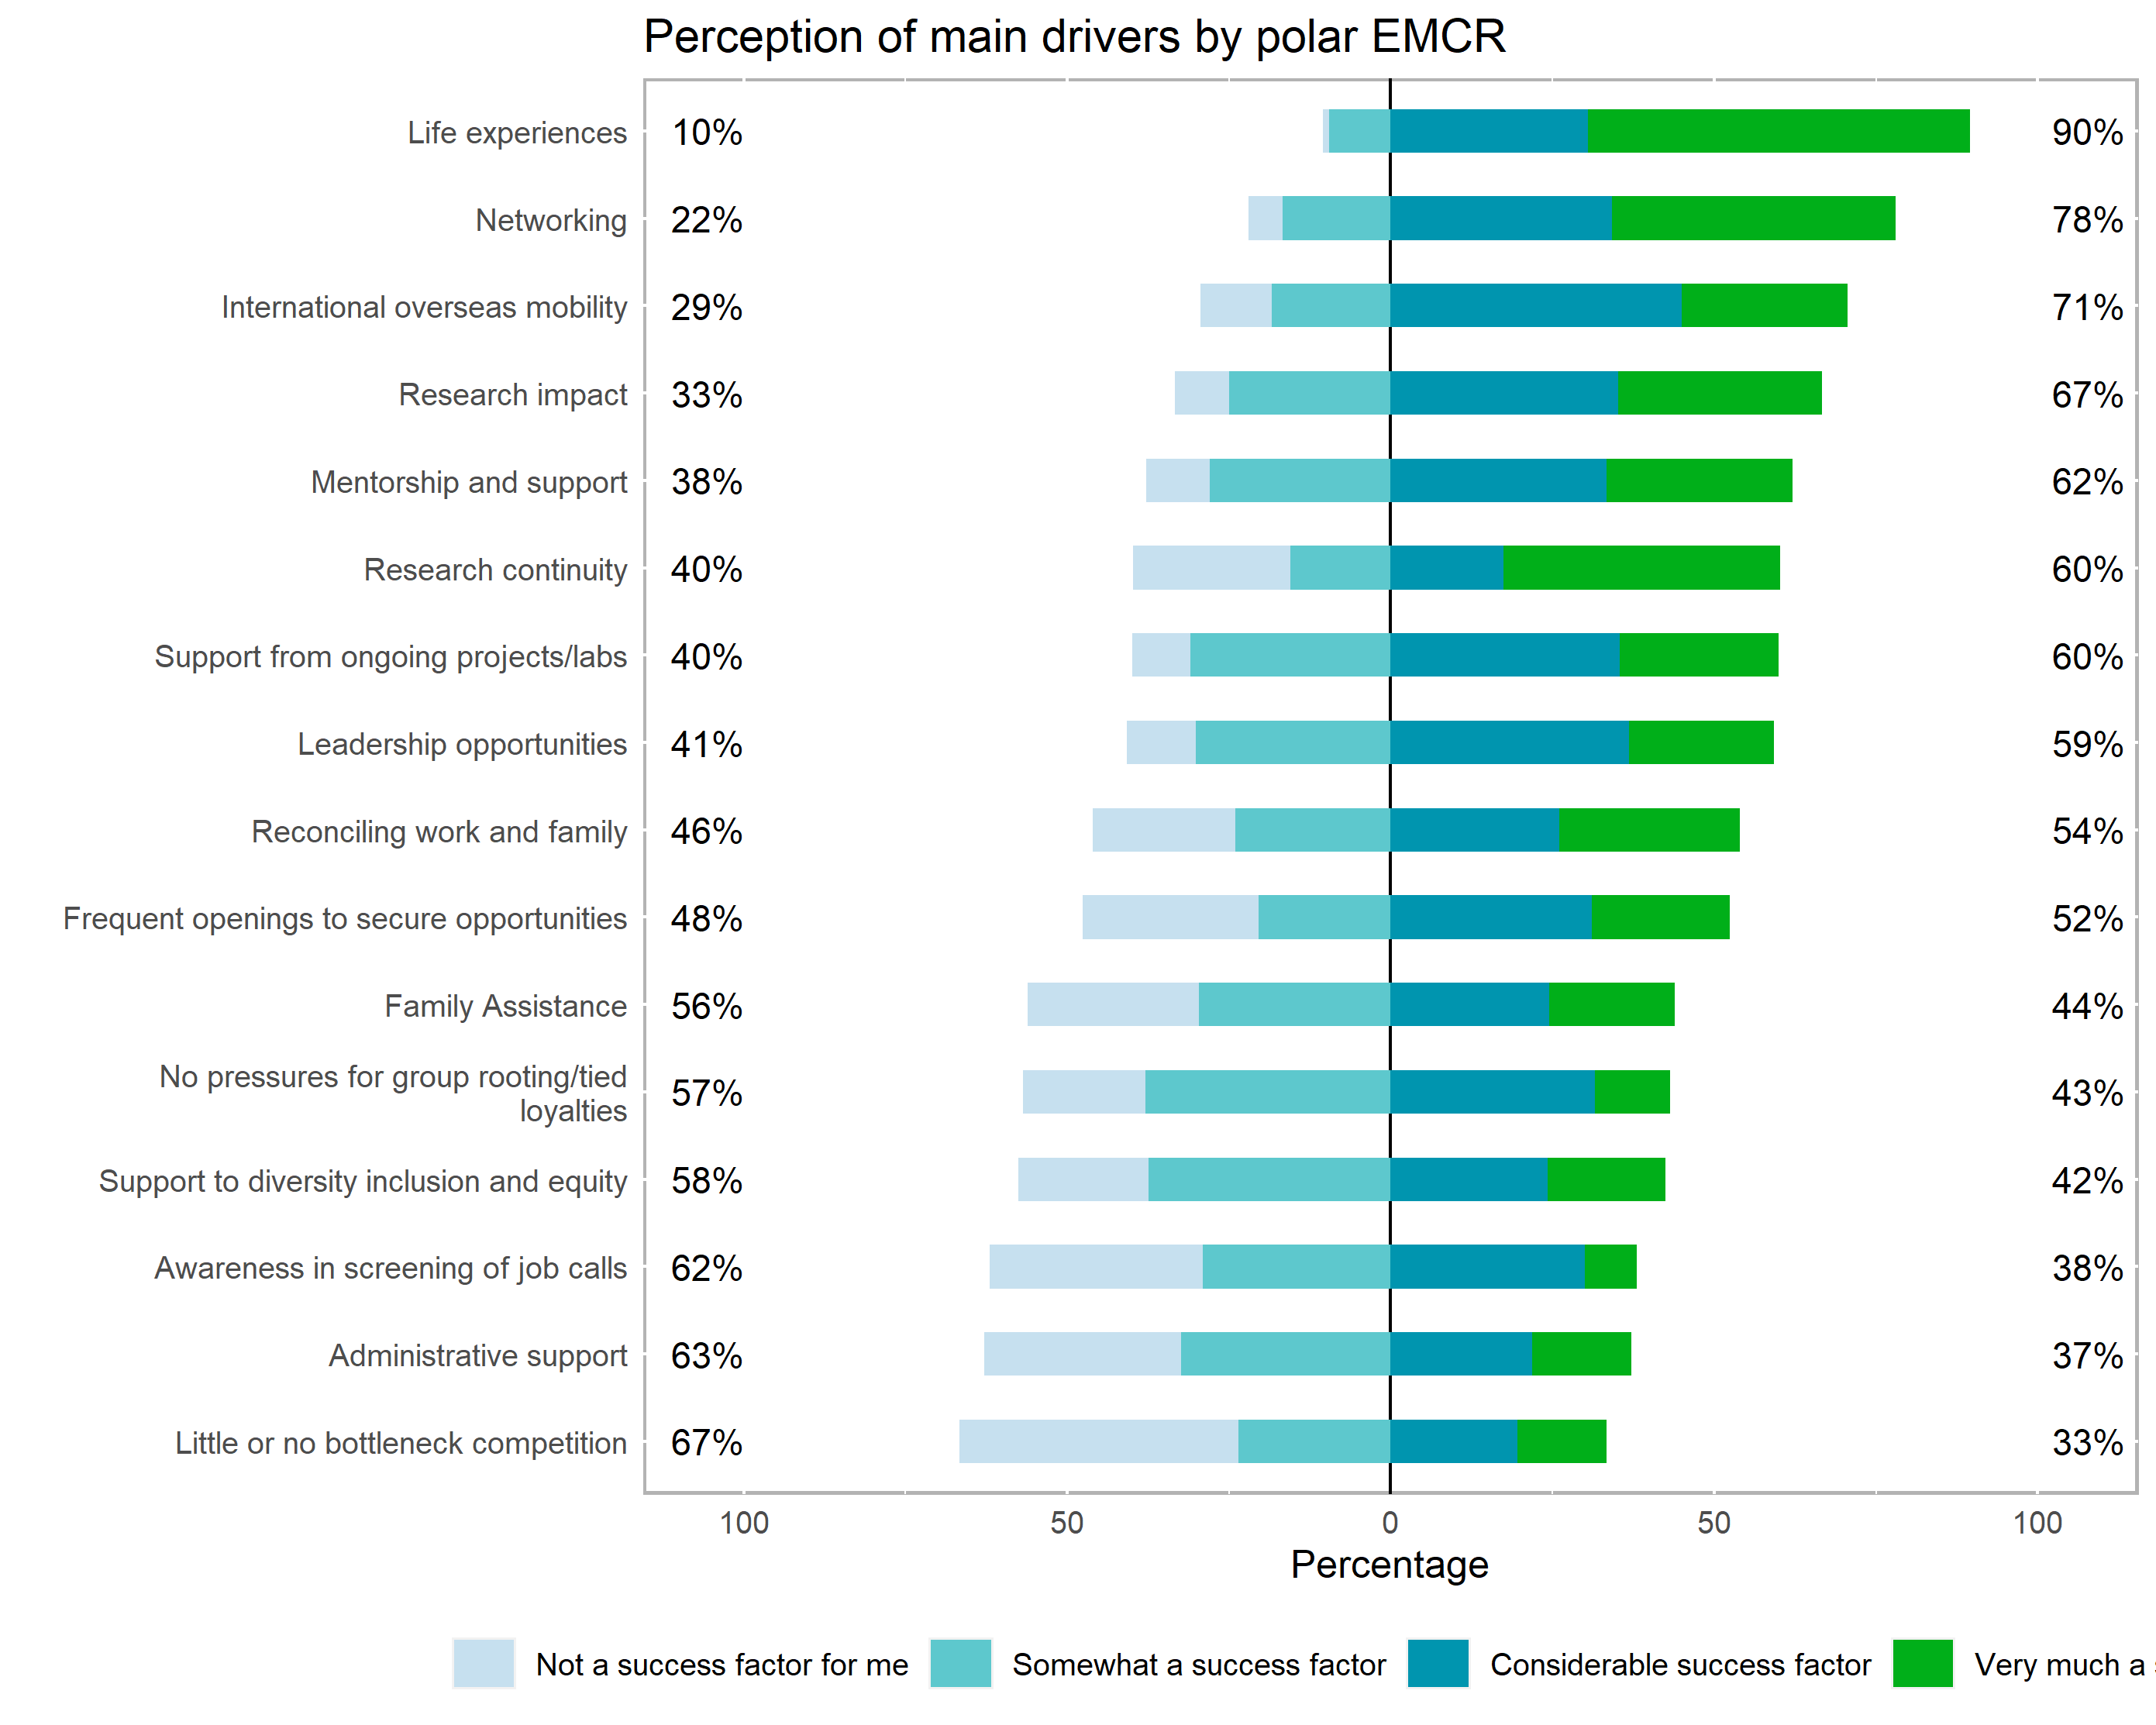 Perception of main drivers by polar EMCR
Life experiences 10% 90%
Networking 22% 78%
International overseas mobility 29% 71%
Research impact 33% 67%
Mentorship and support 38% 62%
Research continuity 40% 60%
Support from ongoing projects/labs 40% 60%
Leadership opportunities 41% 59%
Reconciling work and family 46% 54%
Frequent openings to secure opportunities 48% 52%
Family Assistance 56% 44%
No pressures for group rooting/tied
loyalties 57% 43%
Support to diversity inclusion and equity 58% 42%
Awareness in screening of job calls 62% 38%
Administrative support 63% 37%
Little or no bottleneck competition 67% 33%
100 50 0 50 100
Percentage
Not a success factor for me Somewhat a success factor Considerable success factor Very much a